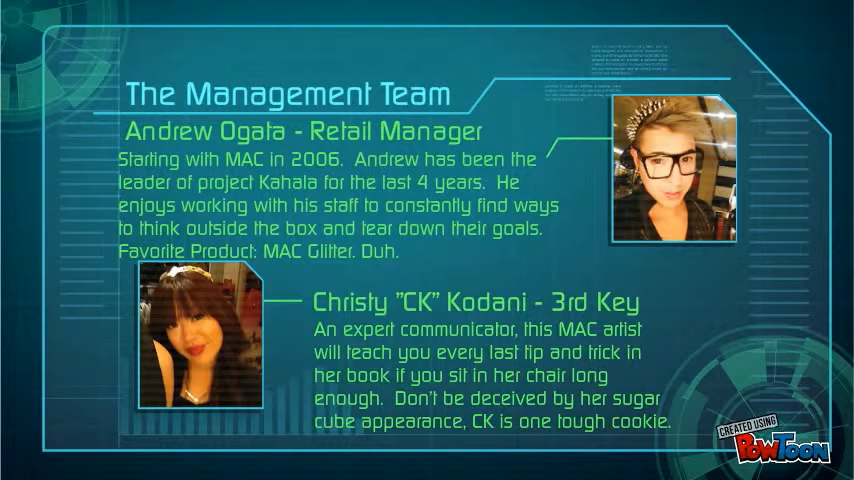 The Management Team
Andrew Ogata - Retail Manager
Starting with MAC in 2006. Andrew has been the
leader of project Kahala for the last 4 years. He
enjoys working with his staff to constantly find ways
to think outside the box and tear down their goals.
Favorite Product: MAC Glitter. Duh.
Christy "CK" Kodani - 3rd Key
An expert communicator, this MAC artist
will teach you every last tip and trick in
her book if you sit in her chair long
enough. Don't be deceived by her sugar
cube appearance, CK is one tough cookie.
CREATED USING
POWTOON